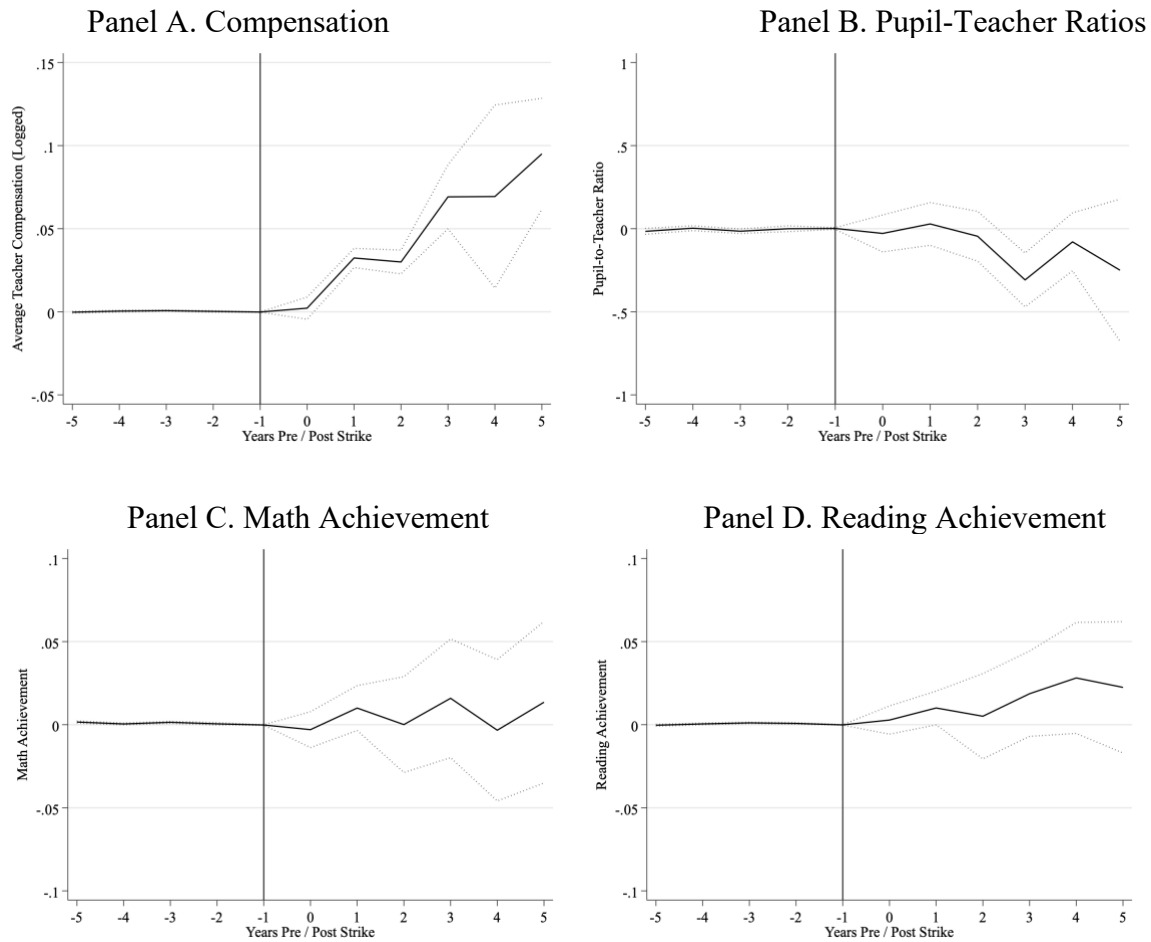 Panel A. Compensation
Average Teacher Compensation (Logged)
.15
.1
.05
0
-.05
-5 -4 -3 -2 -1 0 1 2 3 4 5
Years Pre / Post Strike
Panel B. Pupil-Teacher Ratios
Pupil-to-Teacher Ratio
1
.5
0
-.5
-1
-5 -4 -3 -2 -1 0 1 2 3 4 5
Years Pre / Post Strike
Panel C. Math Achievement
Math Achievement
.1
.05
0
-.05
-.1
-5 -4 -3 -2 -1 0 1 2 3 4 5
Years Pre / Post Strike
Panel D. Reading Achievement
Reading Achievement
.1
.05
0
-.05
-.1
-5 -4 -3 -2 -1 0 1 2 3 4 5
Years Pre / Post Strike